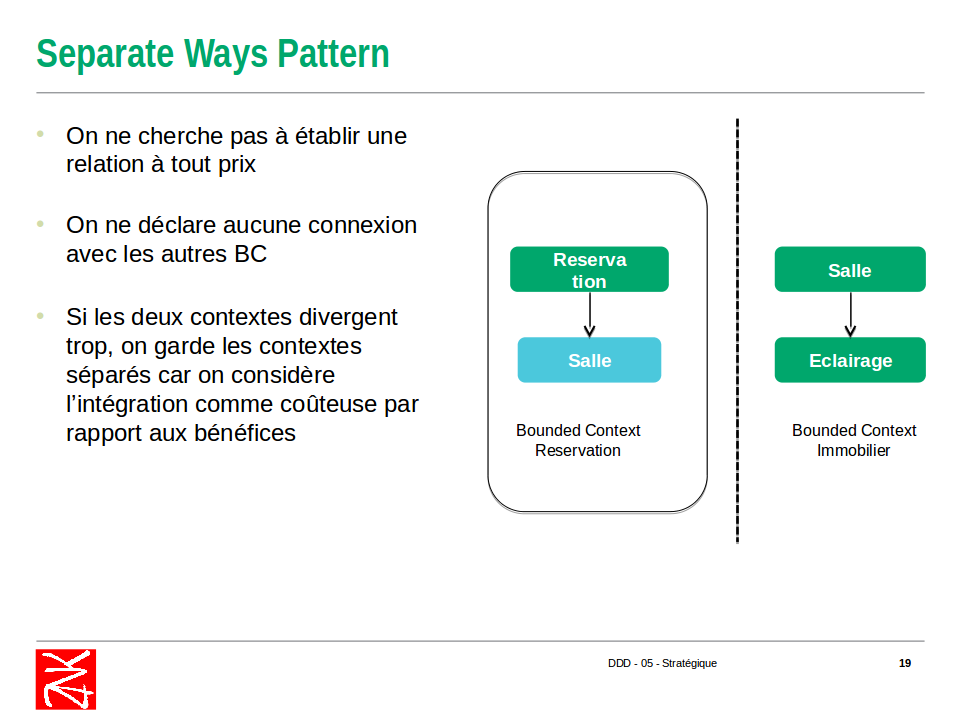 Separate Ways Pattern
On ne cherche pas à établir une
relation à tout prix
On ne déclare aucune connexion
avec les autres BC
Si les deux contextes divergent
trop, on garde les contextes
séparés car on considère
l’intégration comme coûteuse par
rapport aux bénéfices
Reserva
tion
Salle
Bounded Context
Reservation
Salle
Eclairage
Bounded Context
Immobilier
DDD - 05 - Stratégique
19